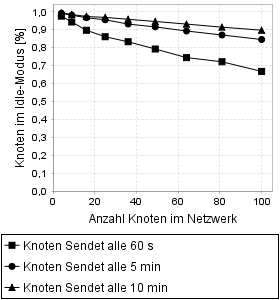 Knoten im Idle-Modus [%]
1,0
0,9
0,8
0,7
0,6
0,5
0,4
0,3
0,2
0,1
0,0
0 20 40 60 80 100
Anzahl Knoten im Netzwerk
Knoten Sendet alle 60 s
Knoten Sendet alle 5 min
Knoten Sendet alle 10 min